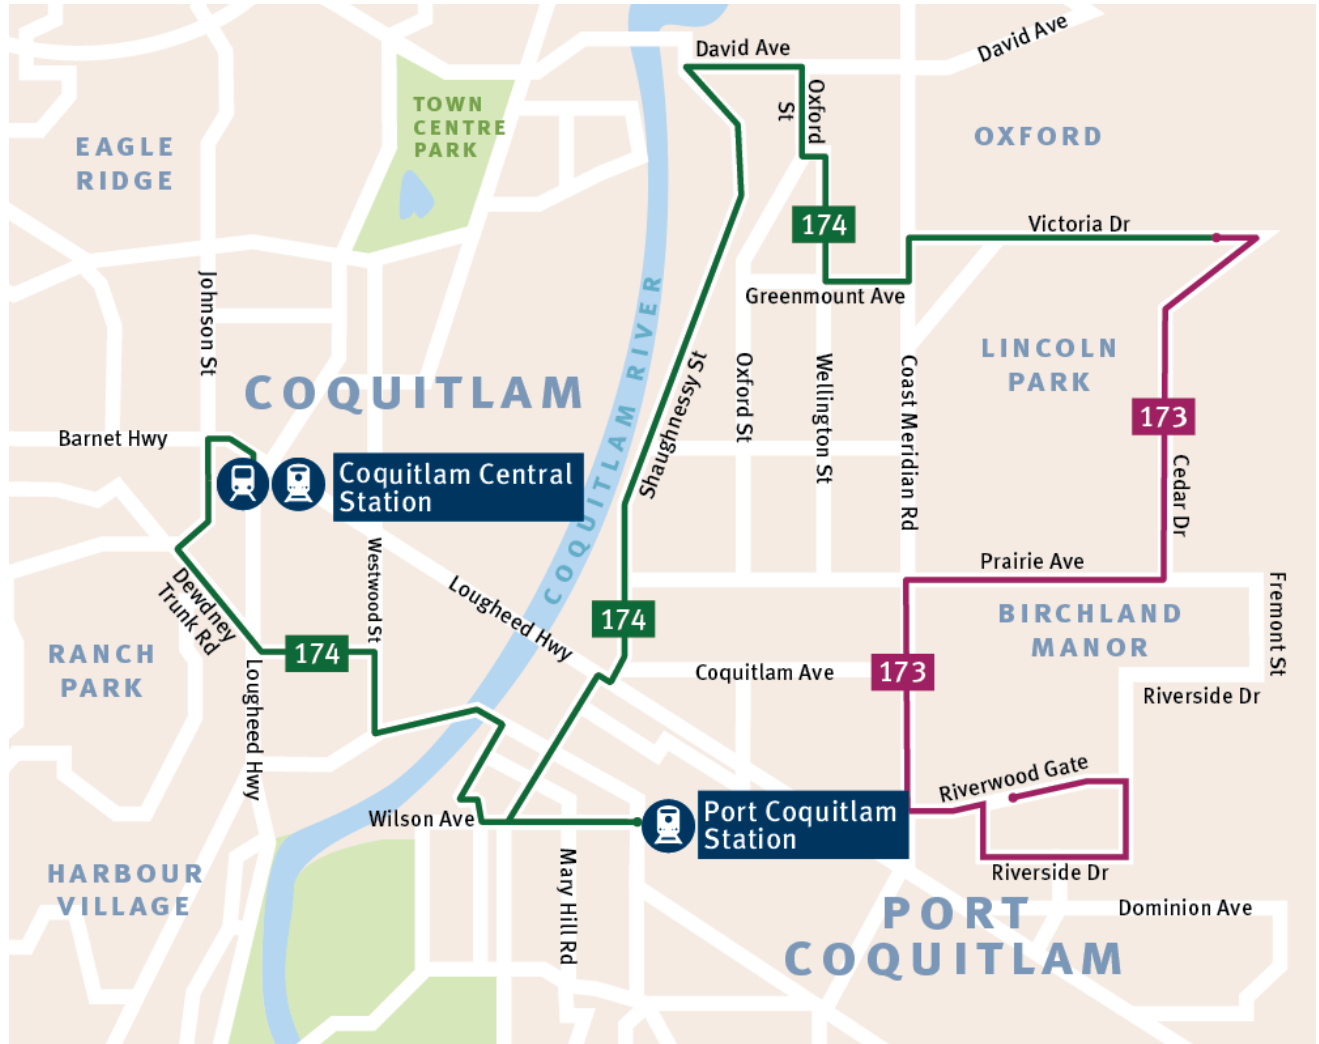 David Ave
David Ave
TOWN
CENTRE
PARK
Oxford
St
OXFORD
EAGLE
RIDGE
174
Victoria Dr
Greenmount Ave
Johnson St
COQUITLAM RIVER
LINCOLN
PARK
COQUITLAM
Shaughnessy St
Oxford St
Wellington St
Coast Meridian Rd
173
Barnet Hwy
Coquitlam Central
Station
Cedar Dr
Westwood St
Dewdney
Trunk Rd
Lougheed Hwy
Prairie Ave
Fremont St
BIRCHLAND
MANOR
174
174
RANCH
PARK
Lougheed Hwy
Coquitlam Ave
173
Riverside Dr
Riverwood Gate
Wilson Ave
Port Coquitlam
Station
Mary Hill Rd
Riverside Dr
HARBOUR
VILLAGE
Dominion Ave
PORT
COQUITLAM